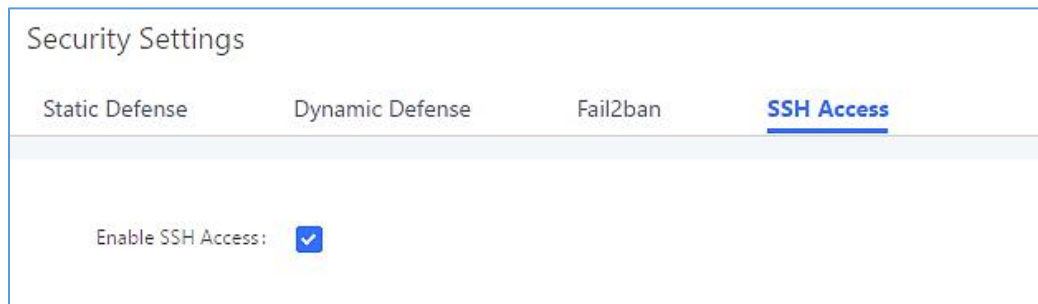 Security Settings
Static Defense Dynamic Defense Fail2ban SSH Access
Enable SSH Access: